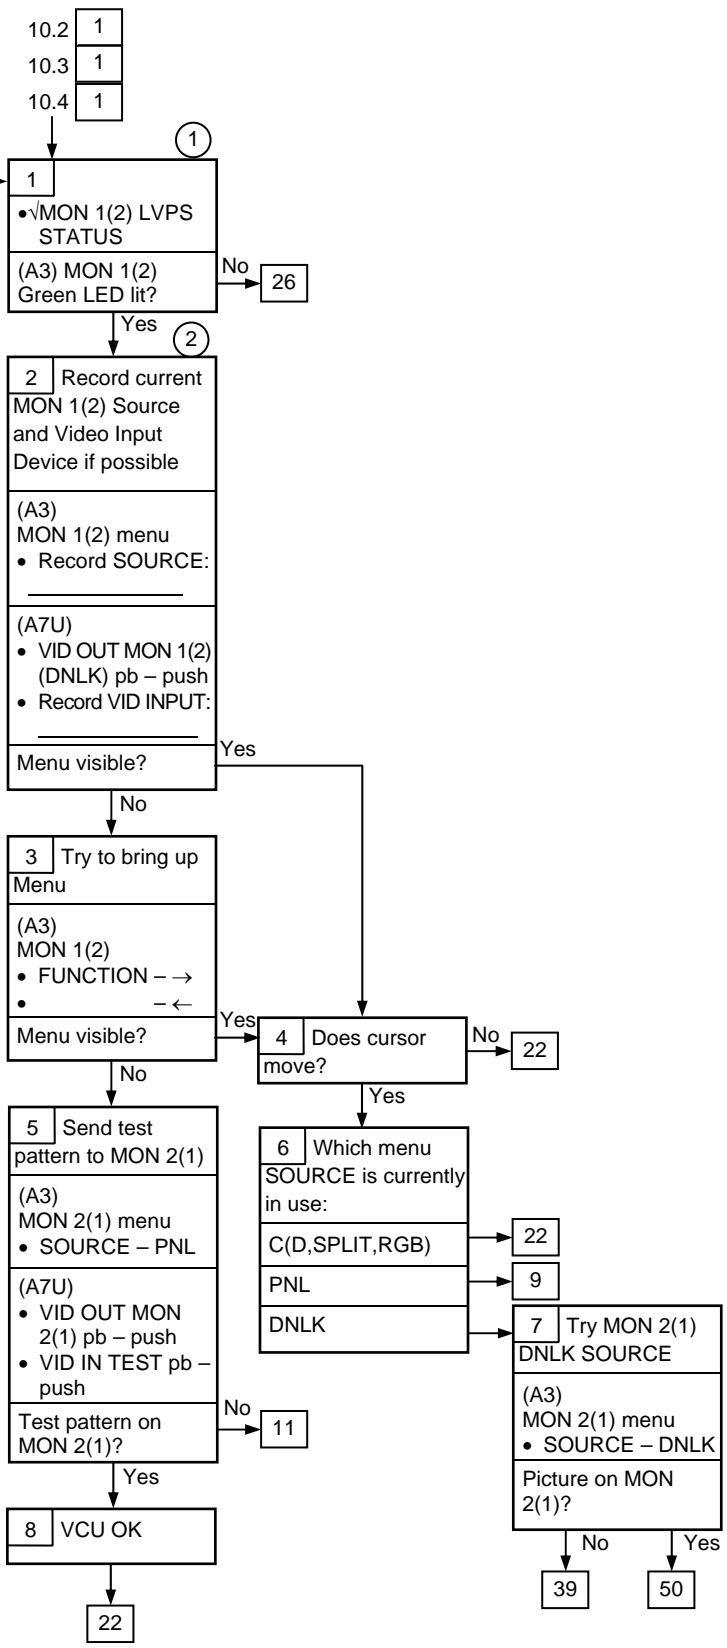 10.2 1
10.3 1
10.4 1
1
1
•√MON 1(2) LVPS
STATUS
(A3) MON 1(2)
Green LED lit?
No
26
Yes
2
2 Record current
MON 1(2) Source
and Video Input
Device if possible
(A3)
MON 1(2) menu
• Record SOURCE:
(A7U)
• VID OUT MON 1(2)
(DNLK) pb – push
• Record VID INPUT:
Menu visible?
Yes
No
3 Try to bring up
Menu
(A3)
MON 1(2)
• FUNCTION – →
• – ←
Menu visible?
Yes
No
4 Does cursor
move?
No
22
Yes
5 Send test
pattern to MON 2(1)
(A3)
MON 2(1) menu
• SOURCE – PNL
(A7U)
• VID OUT MON
2(1) pb – push
• VID IN TEST pb –
push
Test pattern on
MON 2(1)?
No
11
Yes
6 Which menu
SOURCE is currently
in use:
C(D,SPLIT,RGB)
22
PNL
9
DNLK
7 Try MON 2(1)
DNLK SOURCE
(A3)
MON 2(1) menu
• SOURCE – DNLK
Picture on MON
2(1)?
No
Yes
39
50
8 VCU OK
22